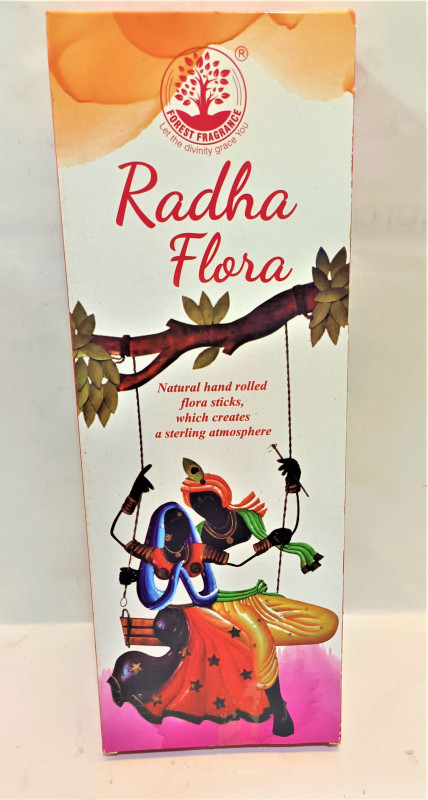 ®
FOREST FRAGRANCE
Let the divinity grace You
Radha
Flora
Natural hand rolled
flora sticks,
which creates
a sterling atmosphere